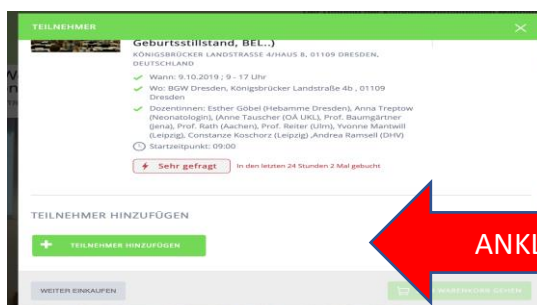 TEILNEHMER
Geburtsstillstand, BEL..)
KÖNIGSBRÜCKER LANDSTRASSE 4/HAUS 8, 01109 DRESDEN,
DEUTSCHLAND
Wann: 9.10.2019 ; 9 - 17 Uhr
Wo: BGW Dresden, Königsbrücker Landstraße 4b , 01109
Dresden
Dozentinnen: Esther Göbel (Hebamme Dresden), Anna Treptow
(Neonatologin), (Anne Tauscher (OÄ UKL), Prof. Baumgärtner
(Jena), Prof. Rath (Aachen), Prof. Reiter (Ulm), Yvonne Mantwill
(Leipzig), Constanze Koschorz (Leipzig) ,Andrea Ramsell (DHV)
Startzeitpunkt: 09:00
Sehr gefragt In den letzten 24 Stunden 2 Mal gebucht
TEILNEHMER HINZUFÜGEN
+ TEILNEHMER HINZUFÜGEN
ANKL
WEITER EINKAUFEN
WARENKORB GEHEN